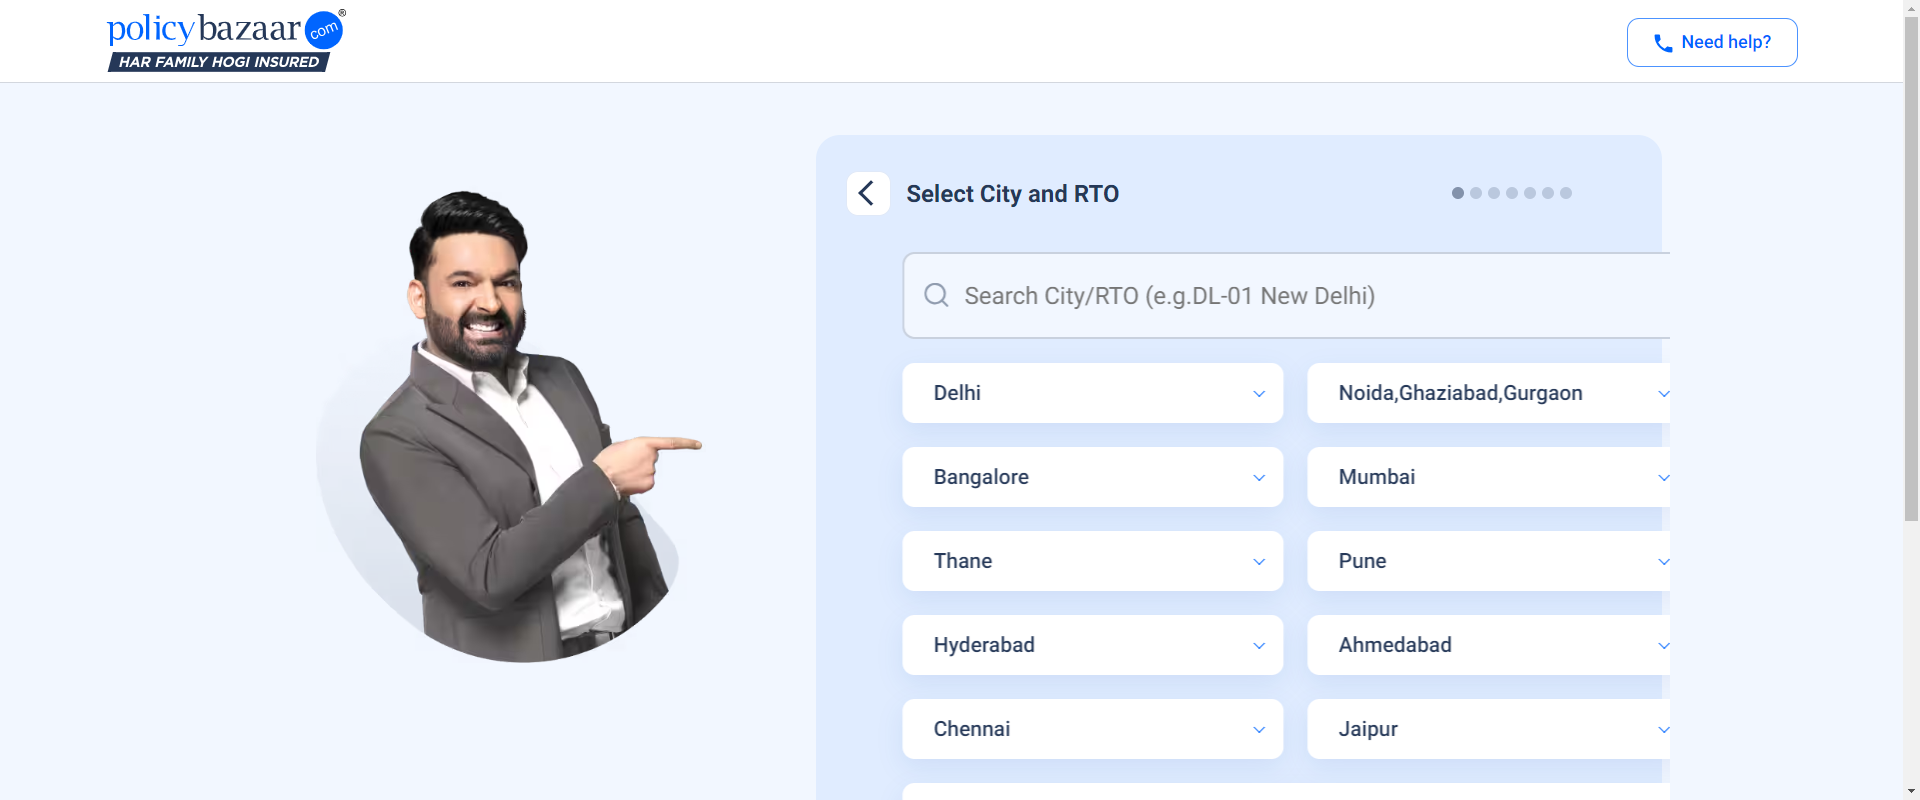 policybazaar.com®
HAR FAMILY HOGI INSURED
Need help?
Select City and RTO
Search City/RTO (e.g.DL-01 New Delhi)
Delhi
Noida,Ghaziabad,Gurgaon
Bangalore
Mumbai
Thane
Pune
Hyderabad
Ahmedabad
Chennai
Jaipur